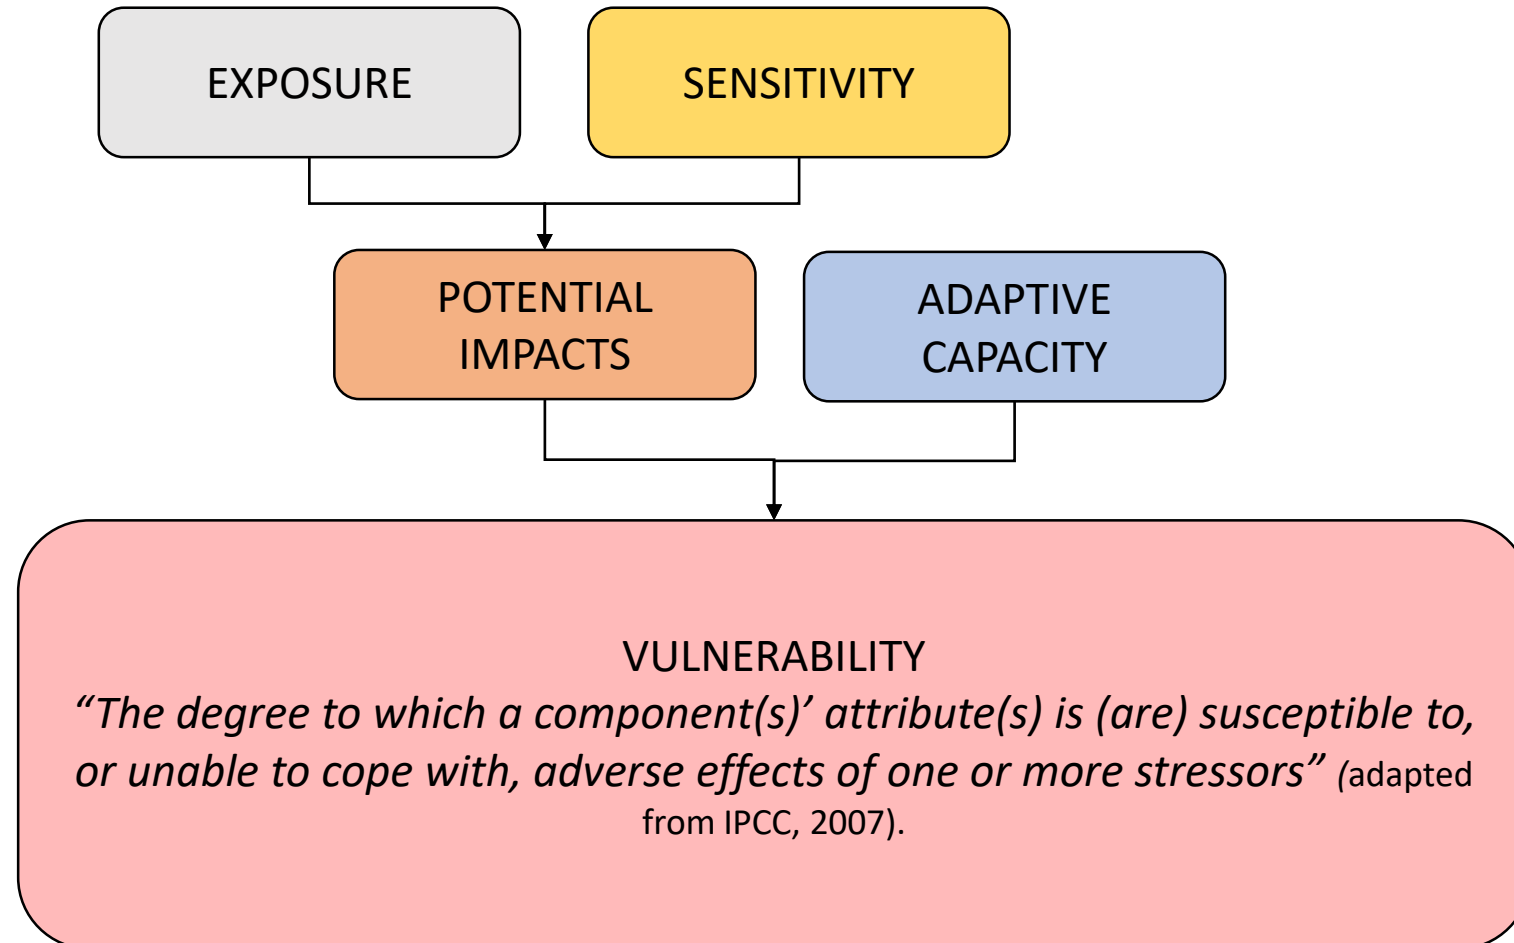 EXPOSURE
SENSITIVITY
POTENTIAL
IMPACTS
ADAPTIVE
CAPACITY
VULNERABILITY
“The degree to which a component(s)’ attribute(s) is (are) susceptible to,
or unable to cope with, adverse effects of one or more stressors” (adapted
from IPCC, 2007).